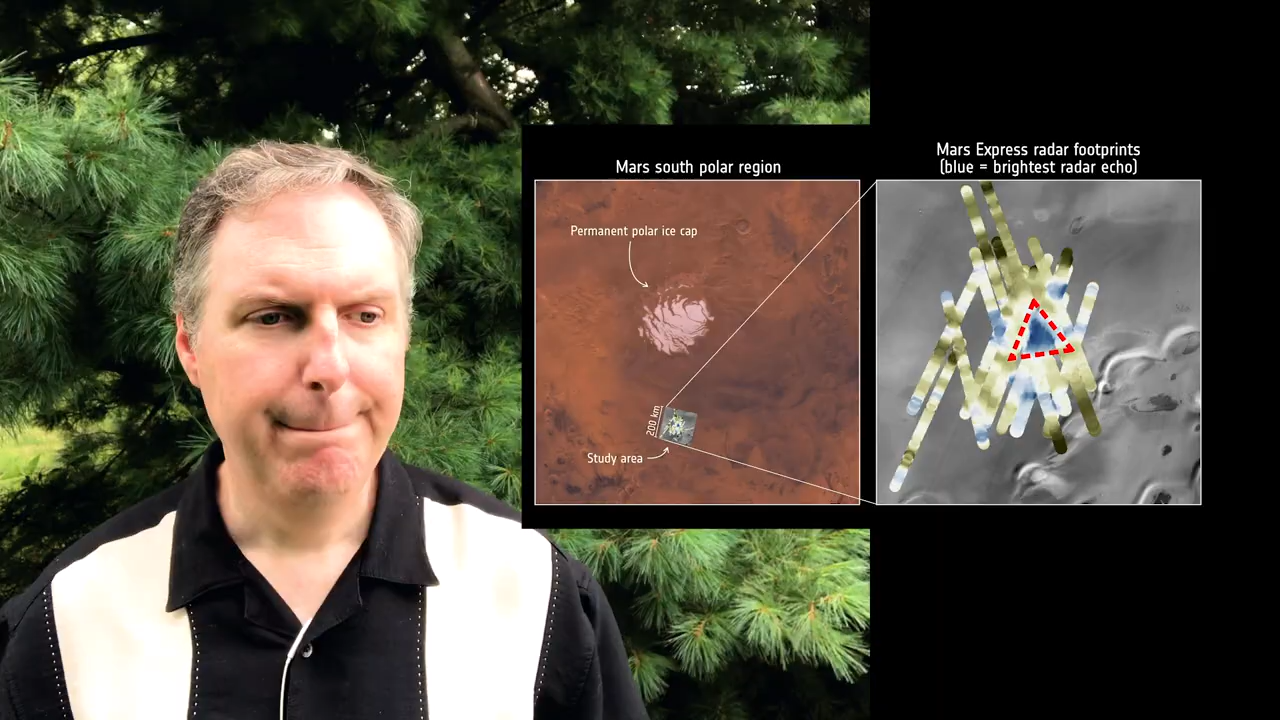 Mars south polar region
Permanent polar ice cap
200 km
Study area
Mars Express radar footprints
(blue = brightest radar echo)